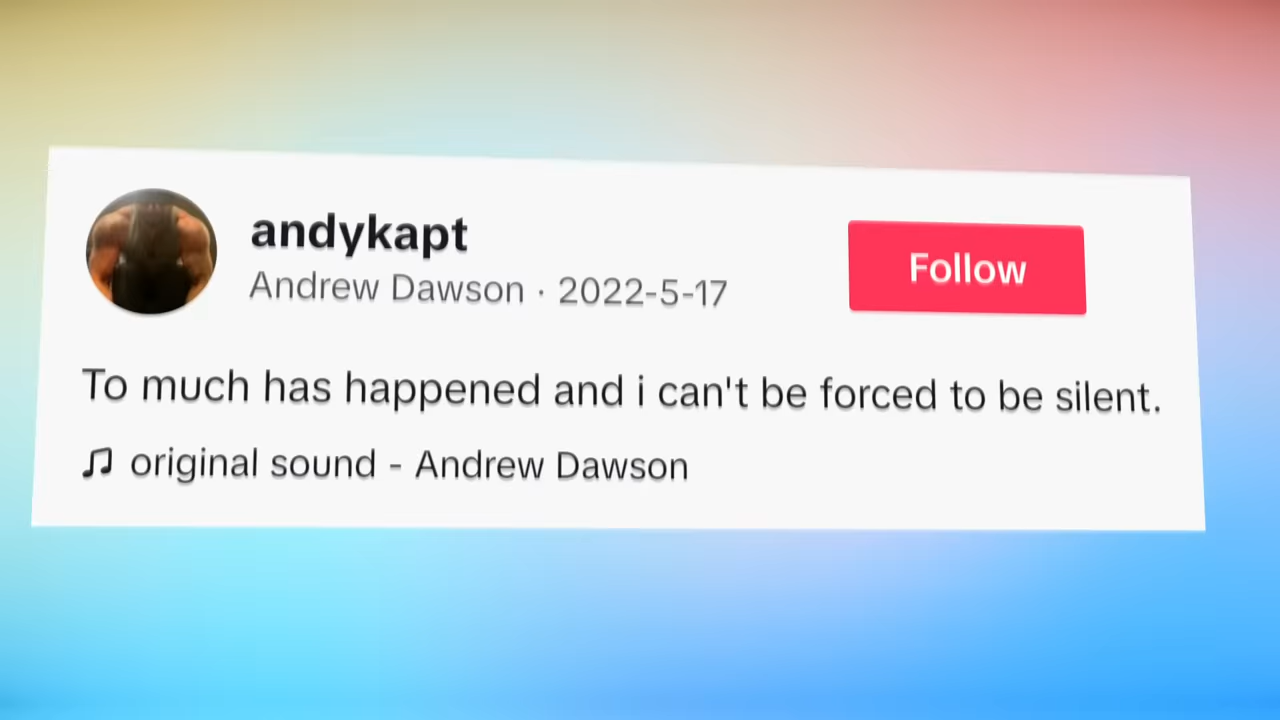 andykapt
Andrew Dawson · 2022-5-17
Follow
To much has happened and i can't be forced to be silent.
♫ original sound - Andrew Dawson